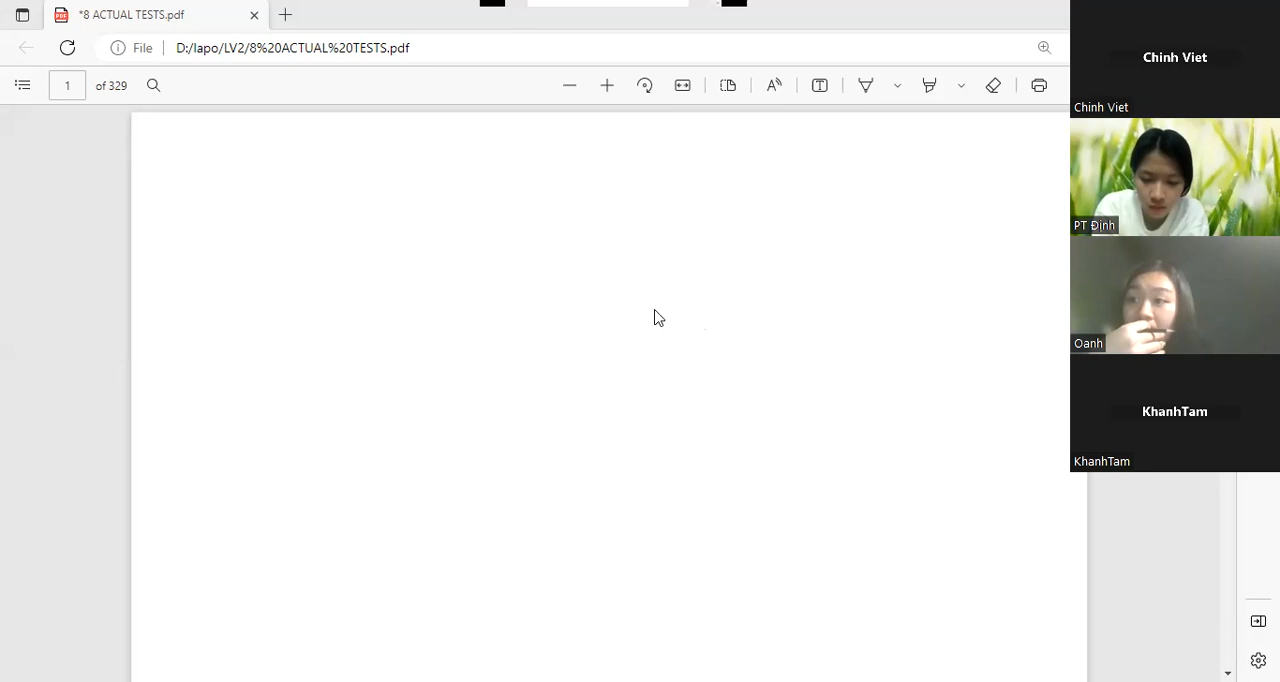 *8 ACTUAL TESTS.pdf
File
D:/lapo/LV2/8%20ACTUAL%20TESTS.pdf
1
of 329
Chinh Viet
Chinh Viet
PT Định
Oanh
KhanhTam
KhanhTam